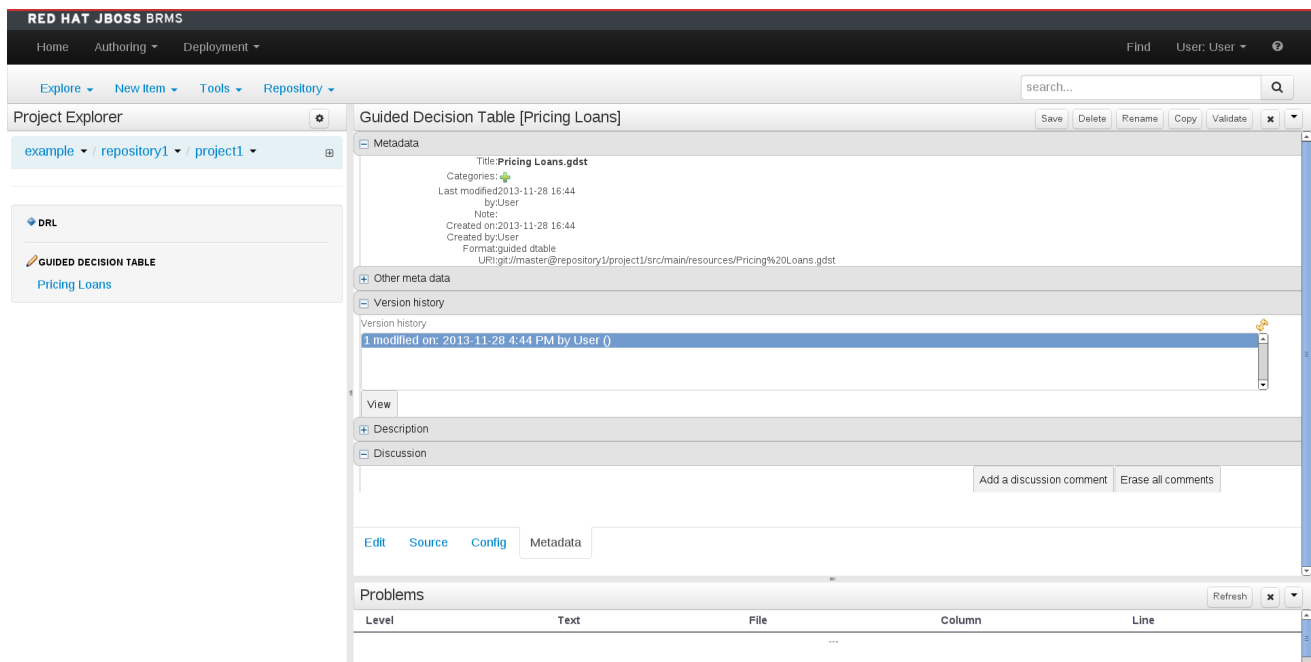 RED HAT JBOSS BRMS
Home Authoring Deployment Find User: User
Explore New Item Tools Repository search...
Project Explorer
example / repository1 / project1
DRL
GUIDED DECISION TABLE
Pricing Loans
Guided Decision Table [Pricing Loans] Save Delete Rename Copy Validate
Metadata
Title:Pricing Loans.gdst
Categories:
Last modified2013-11-28 16:44
by:User
Note:
Created on:2013-11-28 16:44
Created by:User
Format:guided dtable
URI:git://master@repository1/project1/src/main/resources/Pricing%20Loans.gdst
Other meta data
Version history
Version history
1 modified on: 2013-11-28 4:44 PM by User ()
View
Description
Discussion
Add a discussion comment Erase all comments
Edit Source Config Metadata
Problems Refresh
Level Text File Column Line
...